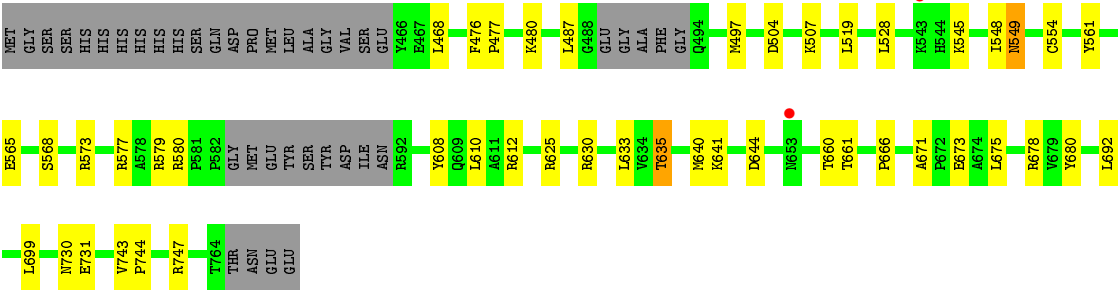 MET GLY SER SER HIS HIS HIS HIS HIS HIS SER GLN ASP PRO MET LEU ALA GLY VAL SER GLU Y466 E467 L468 F476 P477 K480 L487 G488 GLU GLY ALA PHE GLY Q494 M497 D504 K507 L519 L528 K543 H544 K545 I548 N549 C554 Y561
E565 S568 R573 R577 A578 R579 R580 P581 P582 GLY MET GLU TYR SER TYR ASP ILE ASN R592 Y608 Q609 L610 A611 R612 R625 R630 L633 V634 T635 M640 K641 D644 N653 T660 T661 P666 A671 P672 E673 A674 L675 R678 V679 Y680 L692
L699 N730 E731 V743 P744 R747 T764 THR ASN GLU GLU